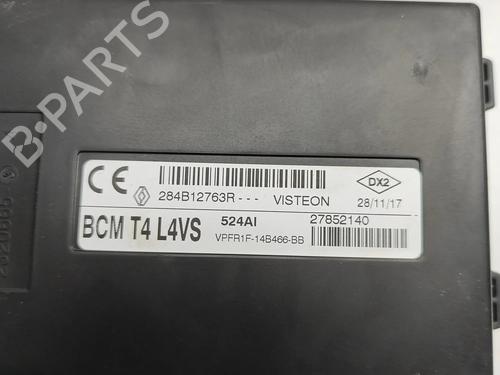 B-PARTS
CE
284B12763R--- VISTEON
DX2
28/11/17
BCM T4 L4VS 524AI 27852140
VPFR1F-14B466-BB